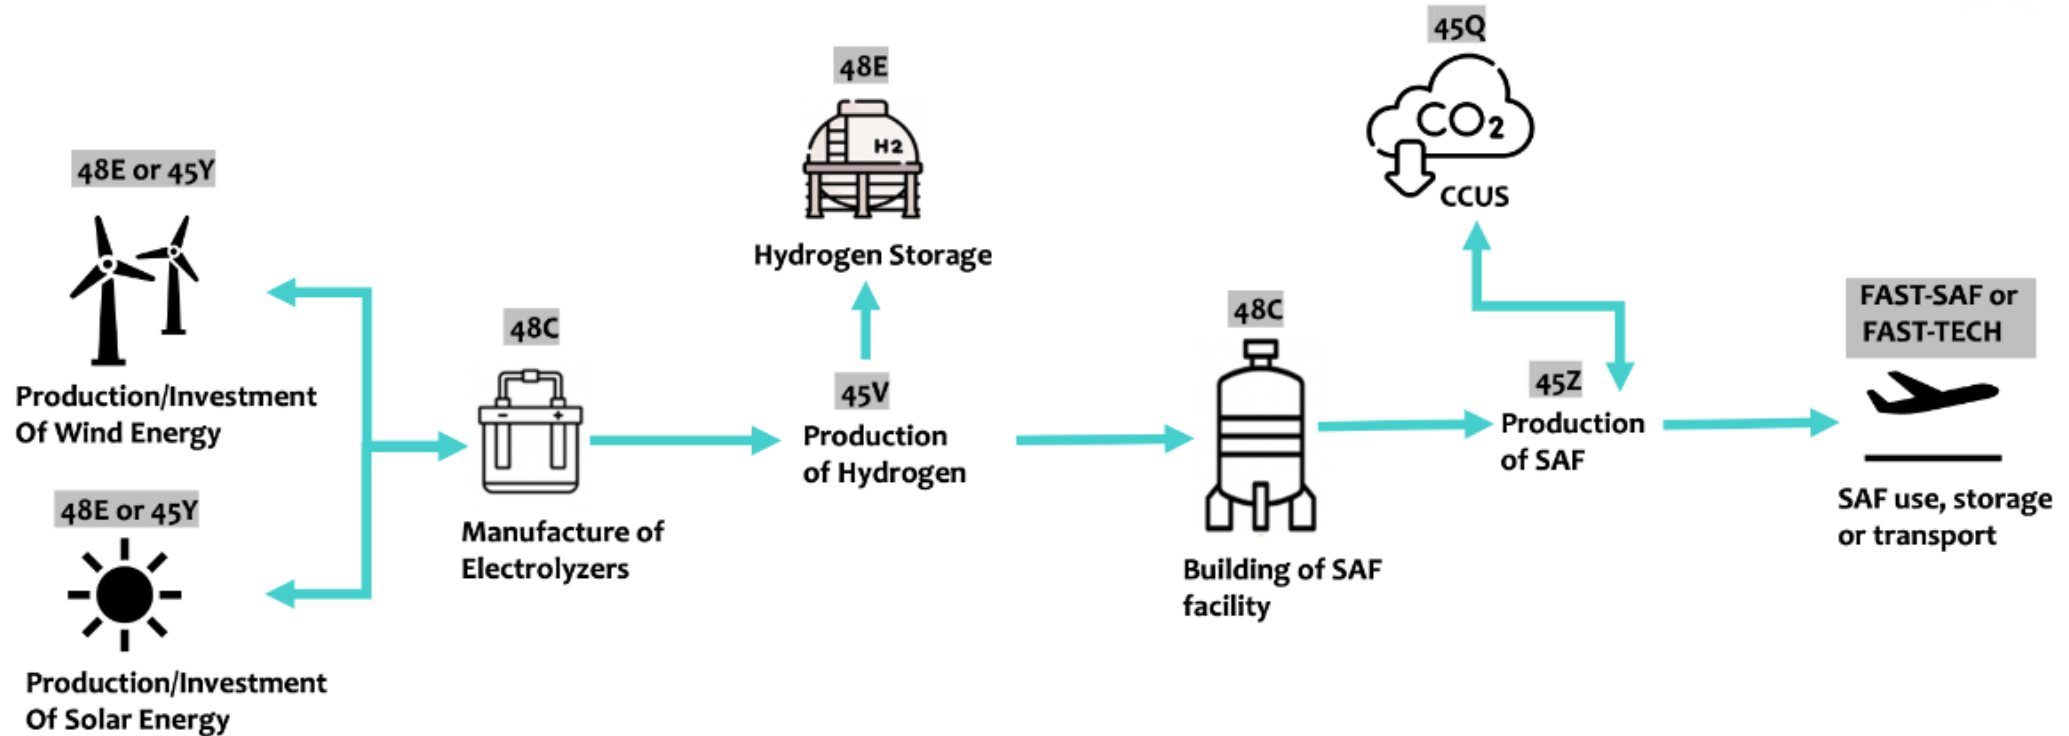 48E or 45Y
Production/Investment
Of Wind Energy
48E or 45Y
Production/Investment
Of Solar Energy
48C
- +
Manufacture of
Electrolyzers
48E
H2
Hydrogen Storage
45V
Production
of Hydrogen
48C
Building of SAF
facility
45Q
CO₂
CCUS
45Z
Production
of SAF
FAST-SAF or
FAST-TECH
SAF use, storage
or transport